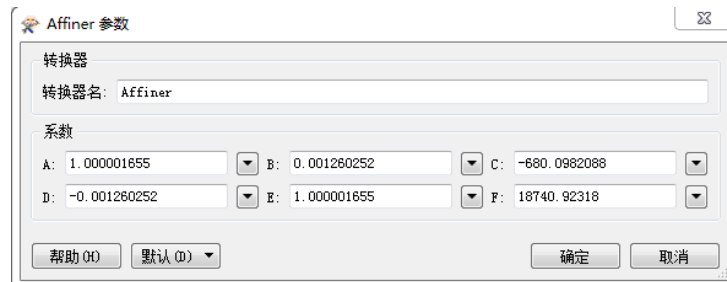 Affiner 参数
转换器
转换器名: Affiner
系数
A: 1.000001655 B: 0.001260252 C: -680.0982088
D: -0.001260252 E: 1.000001655 F: 18740.92318
帮助(H) 默认(D) 确定 取消